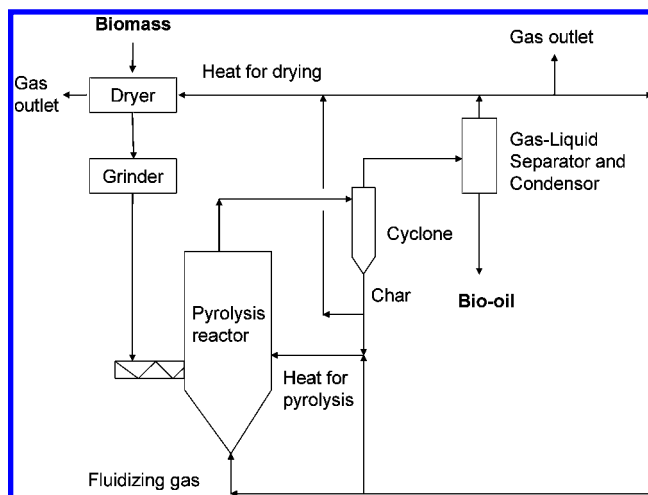 Biomass
Gas outlet
Heat for drying
Gas
outlet
Dryer
Gas-Liquid
Separator and
Condensor
Grinder
Cyclone
Char
Bio-oil
Pyrolysis
reactor
Heat for
pyrolysis
Fluidizing gas